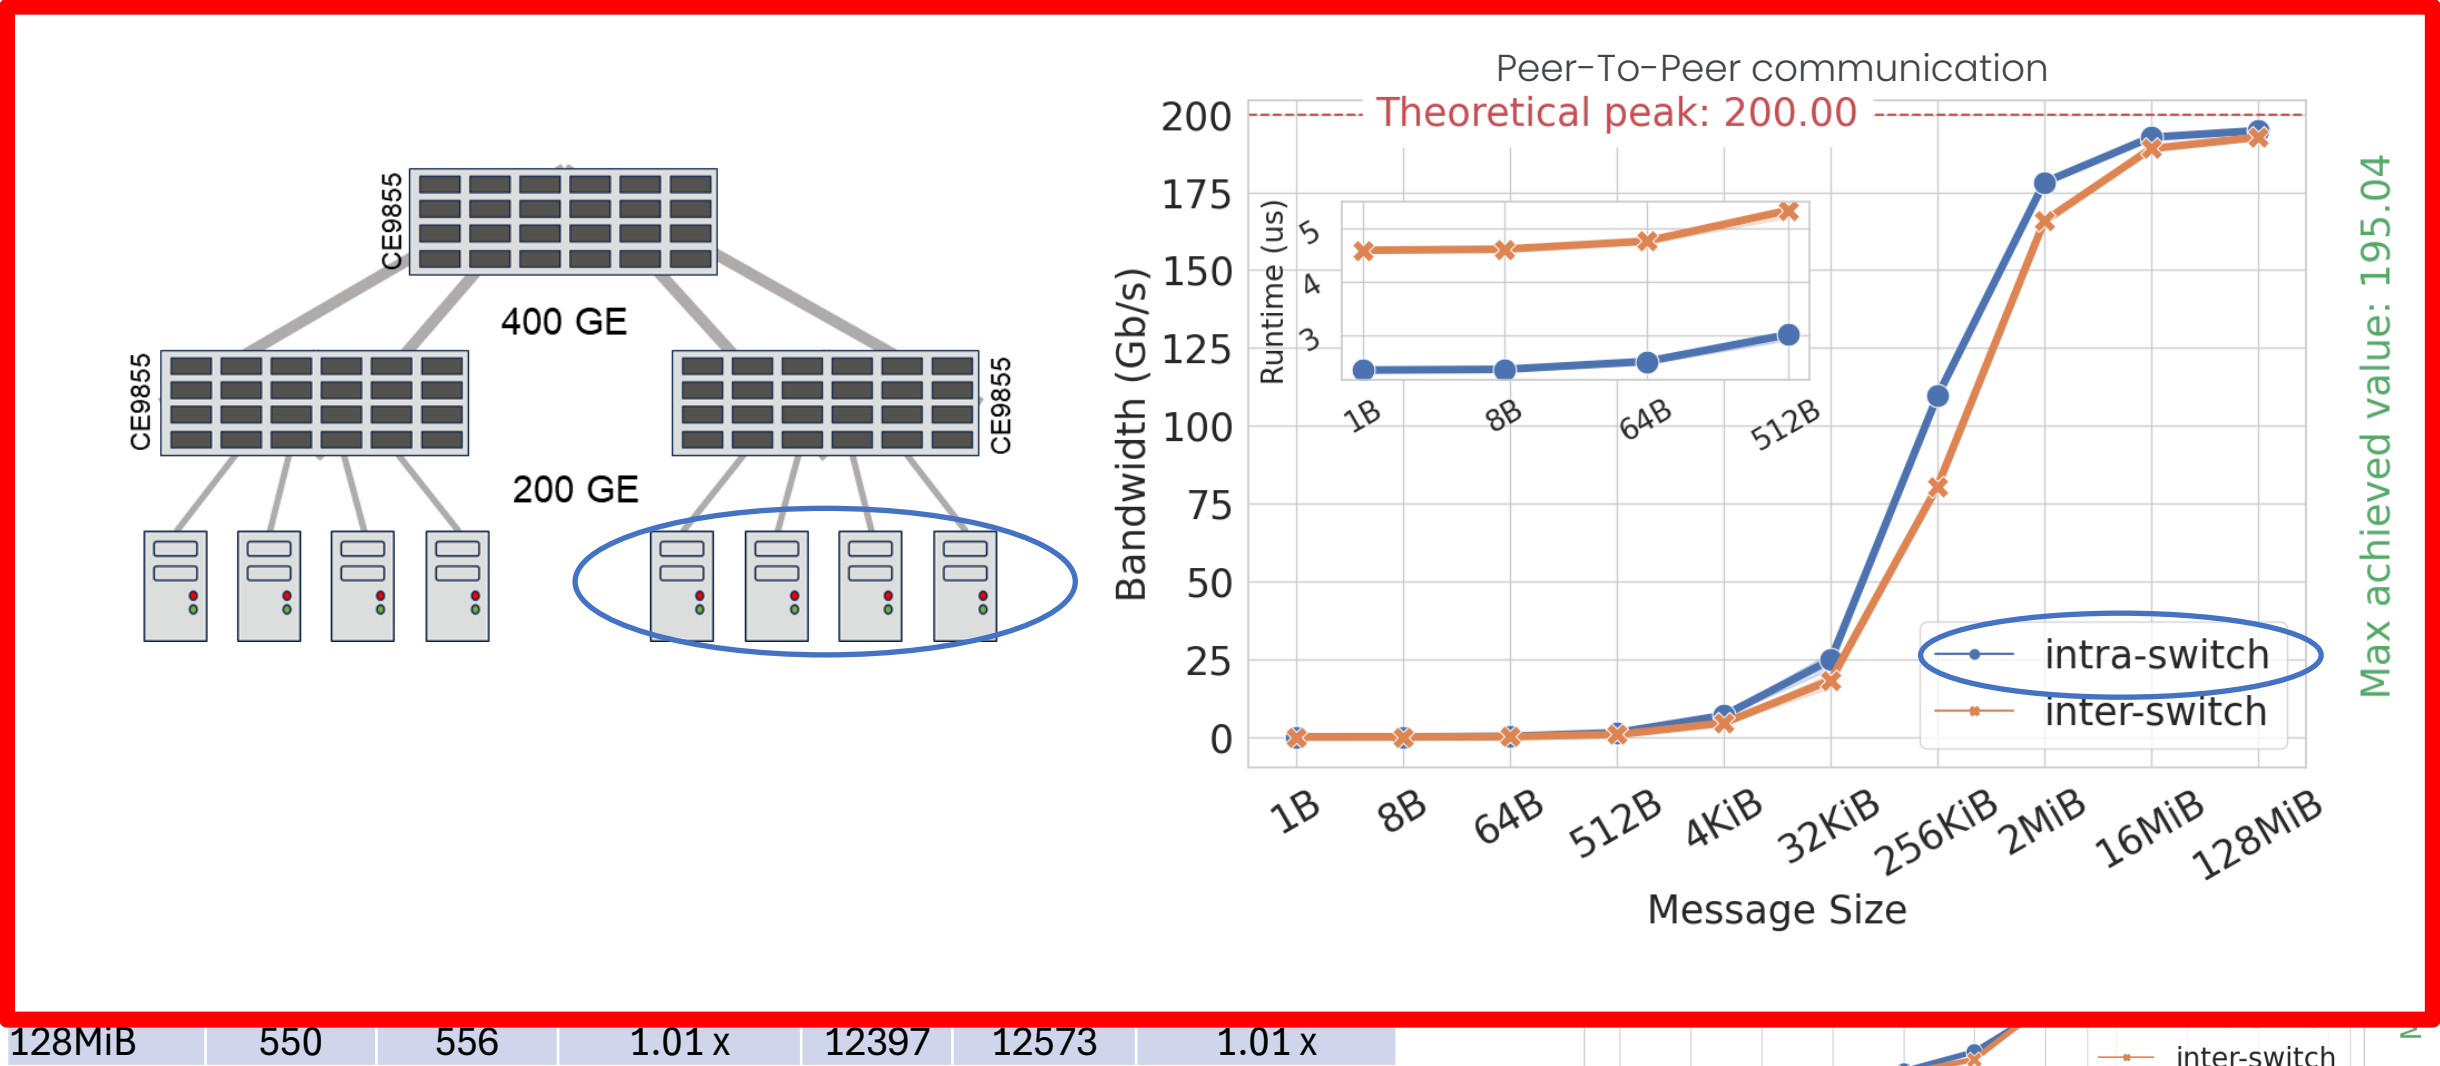 Peer-To-Peer communication
CE9855
400 GE
CE9855
CE9855
200 GE
Theoretical peak: 200.00
Bandwidth (Gb/s)
200
175
150
125
100
75
50
25
0
Runtime (us)
5
4
3
1B
8B
64B
512B
intra-switch
inter-switch
1B
8B
64B
512B
4KiB
32KiB
256KiB
2MiB
16MiB
128MiB
Message Size
Max achieved value: 195.04
128MiB 550 556 1.01 x 12397 12573 1.01 x
inter-switch